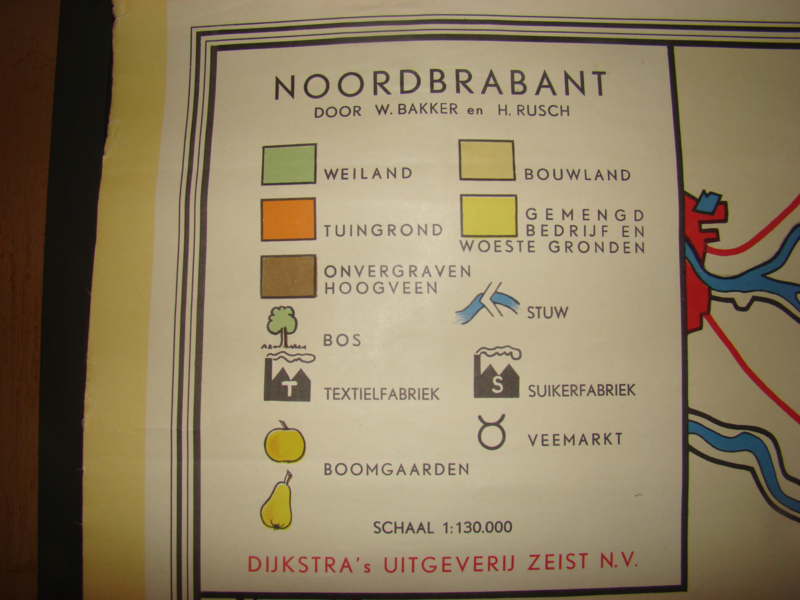 NOORDBRABANT
DOOR W. BAKKER en H. RUSCH
WEILAND
BOUWLAND
TUINGROND
GEMENGD
BEDRIJF EN
WOESTE GRONDEN
ONVERGRAVEN
HOOGVEEN
STUW
BOS
T
TEXTIELFABRIEK
S
SUIKERFABRIEK
VEEMARKT
BOOMGAARDEN
SCHAAL 1:130.000
DIJKSTRA's UITGEVERIJ ZEIST N.V.